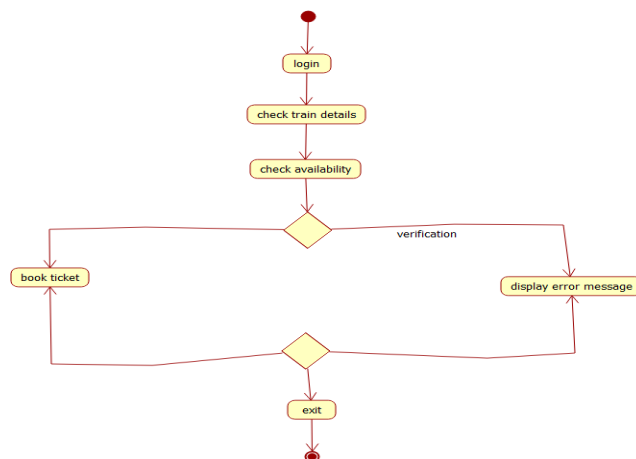 login
check train details
check availability
verification
book ticket
display error message
exit